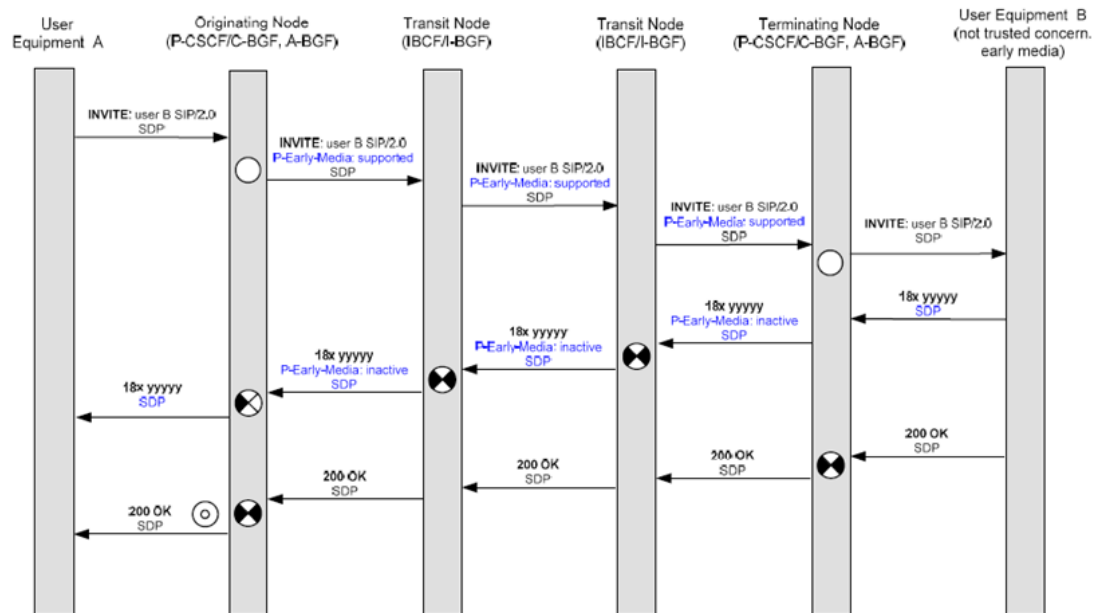 User
Equipment A
Originating Node
(P-CSCF/C-BGF, A-BGF)
Transit Node
(IBCF/I-BGF)
Transit Node
(IBCF/I-BGF)
Terminating Node
(P-CSCF/C-BGF, A-BGF)
User Equipment B
(not trusted concern.
early media)
INVITE: user B SIP/2.0
SDP
INVITE: user B SIP/2.0
P-Early-Media: supported
SDP
INVITE: user B SIP/2.0
P-Early-Media: supported
SDP
INVITE: user B SIP/2.0
P-Early-Media: supported
SDP
INVITE: user B SIP/2.0
SDP
18x yyyyy
SDP
18x yyyyy
P-Early-Media: inactive
SDP
18x yyyyy
P-Early-Media: inactive
SDP
18x yyyyy
P-Early-Media: inactive
SDP
18x yyyyy
SDP
200 OK
SDP
200 OK
SDP
200 OK
SDP
200 OK
SDP
200 OK
SDP